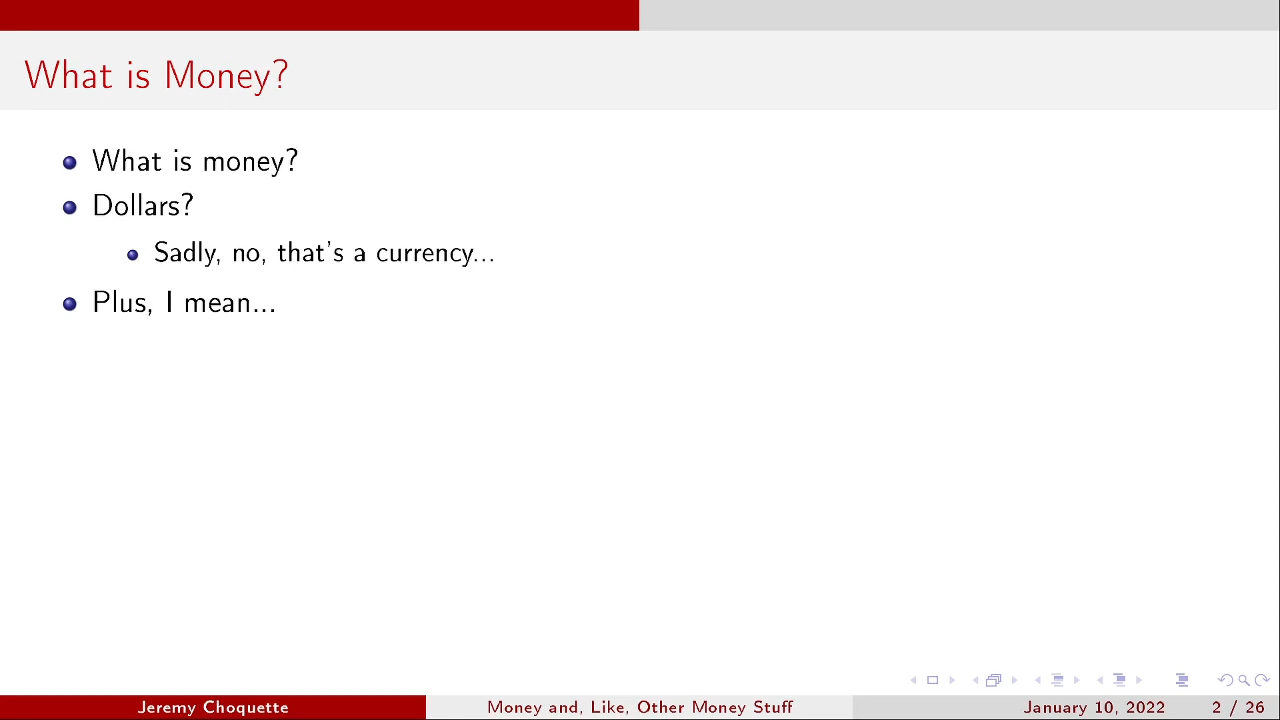 What is Money?
What is money?
Dollars?
Sadly, no, that's a currency...
Plus, I mean...
Jeremy Choquette
Money and, Like, Other Money Stuff
January 10, 2022
2 / 26